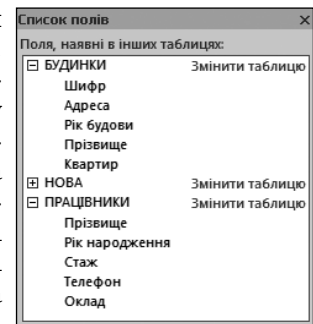 Список полів
Поля, наявні в інших таблицях:
БУДИНКИ Змінити таблицю
Шифр
Адреса
Рік будови
Прізвище
Квартир
НОВА Змінити таблицю
ПРАЦІВНИКИ Змінити таблицю
Прізвище
Рік народження
Стаж
Телефон
Оклад